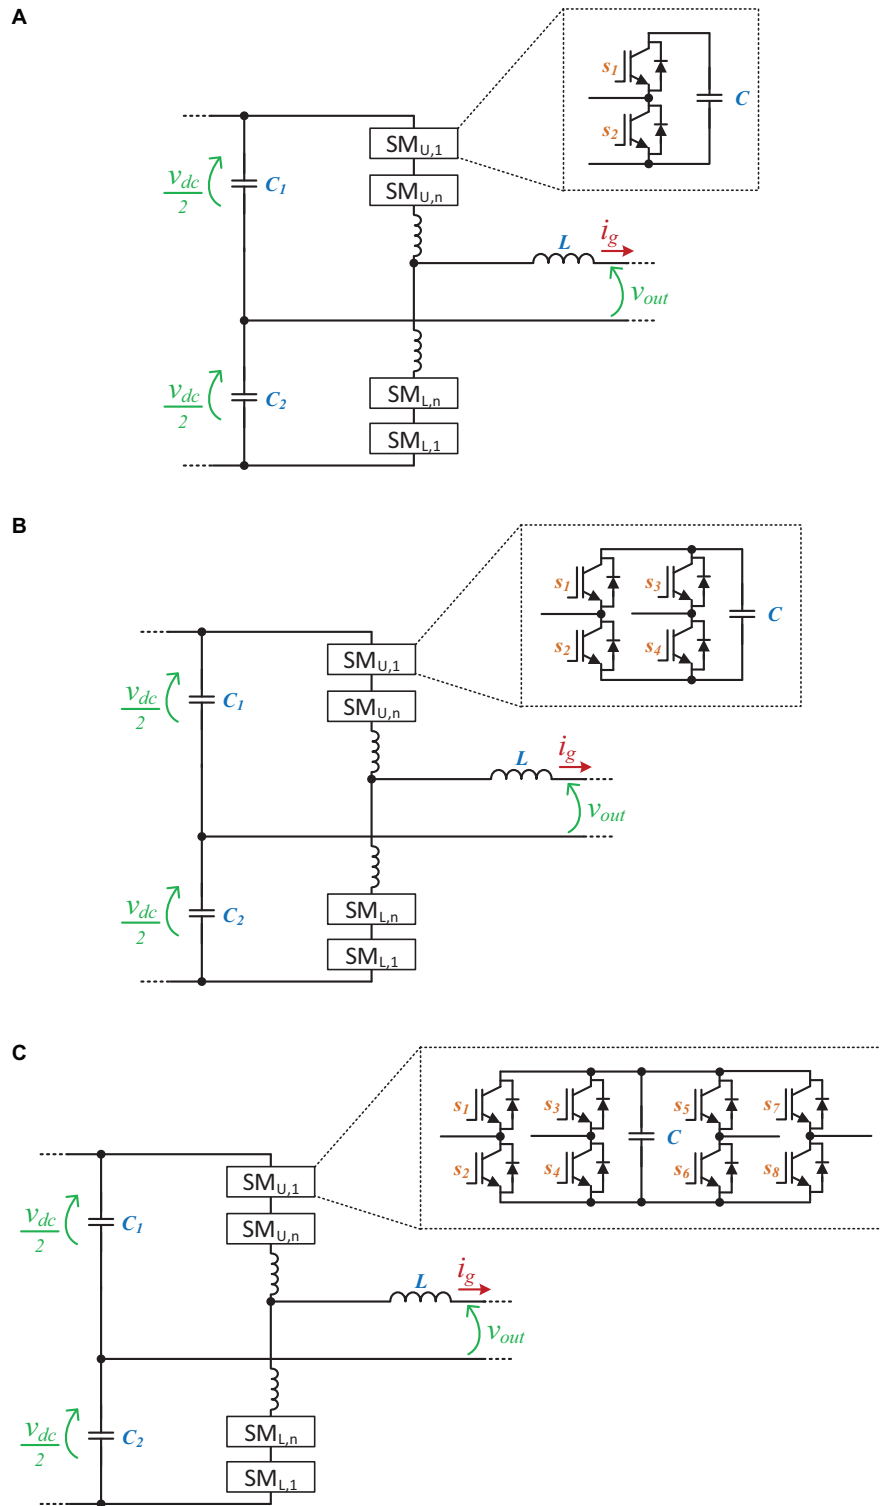 A
s1
C
s2
SMU,1
vdc
2
C1
SMU,n
L
ig
vout
vdc
2
C2
SML,n
SML,1
B
s1
s3
C
s2
s4
SMU,1
vdc
2
C1
SMU,n
L
ig
vout
vdc
2
C2
SML,n
SML,1
C
s1
s3
s5
s7
C
s2
s4
s6
s8
SMU,1
vdc
2
C1
SMU,n
L
ig
vout
vdc
2
C2
SML,n
SML,1